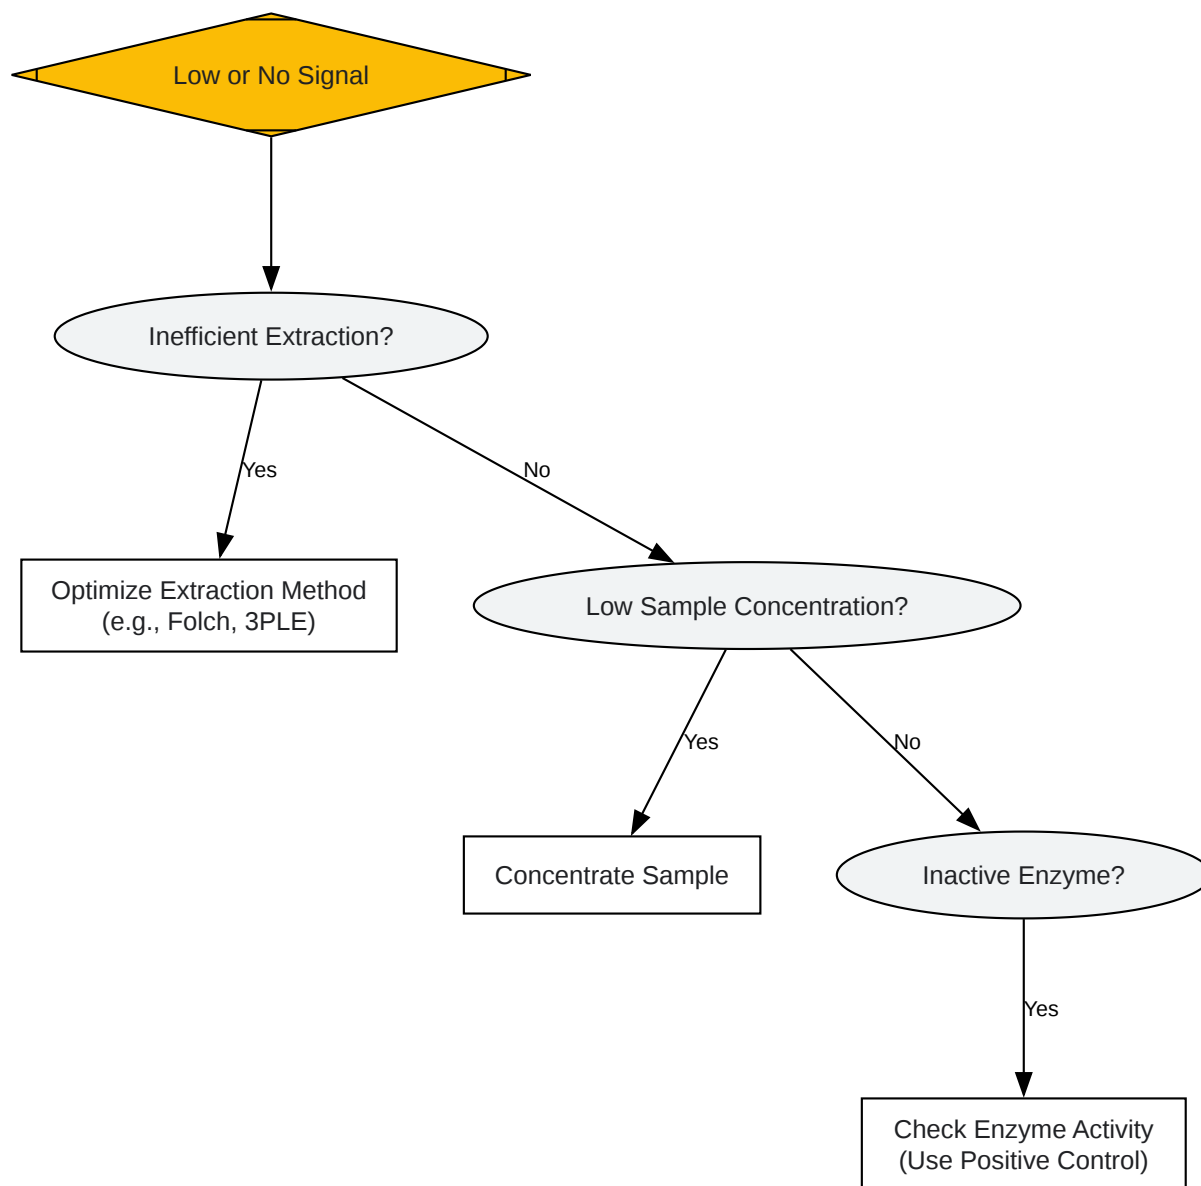 Low or No Signal
Inefficient Extraction?
Yes
No
Optimize Extraction Method
(e.g., Folch, 3PLE)
Low Sample Concentration?
Yes
No
Concentrate Sample
Inactive Enzyme?
Yes
Check Enzyme Activity
(Use Positive Control)